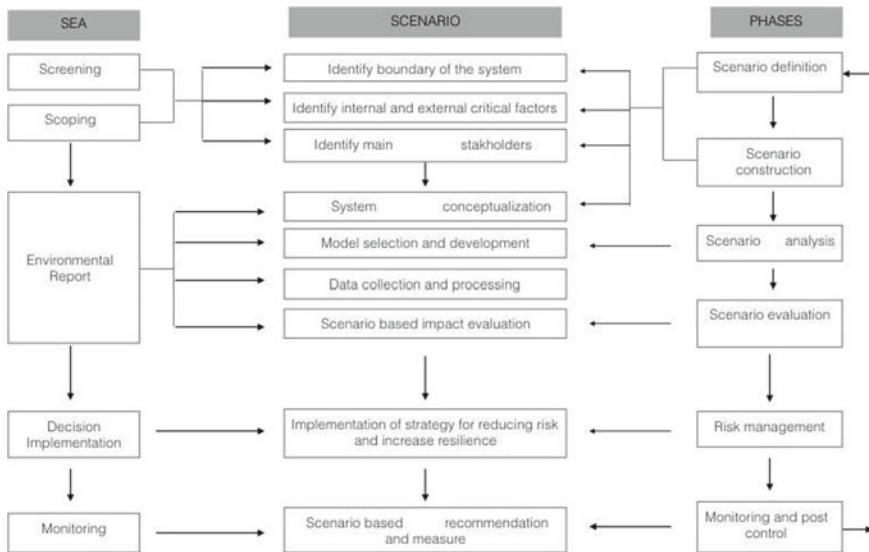 SEA
SCENARIO
PHASES
Screening
Scoping
Environmental
Report
Decision
Implementation
Monitoring
Identify boundary of the system
Identify internal and external critical factors
Identify main stakholders
System conceptualization
Model selection and development
Data collection and processing
Scenario based impact evaluation
Implementation of strategy for reducing risk
and increase resilience
Scenario based recommendation
and measure
Scenario definition
Scenario
construction
Scenario analysis
Scenario evaluation
Risk management
Monitoring and post
control